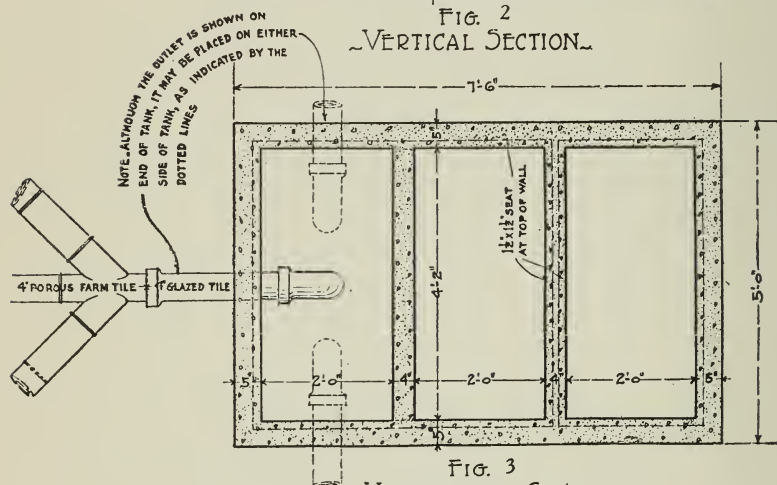 FIG. 2
~VERTICAL SECTION~
NOTE-ALTHOUGH THE OUTLET IS SHOWN ON
END OF TANK, IT MAY BE PLACED ON EITHER
SIDE OF TANK, AS INDICATED BY THE
DOTTED LINES
7'-6"
5"
1½"X1½" SEAT
AT TOP OF WALL
4'-2"
5'-0"
4" POROUS FARM TILE
4" GLAZED TILE
5"
2'-0"
4"
2'-0"
4"
2'-0"
5"
5"
FIG. 3